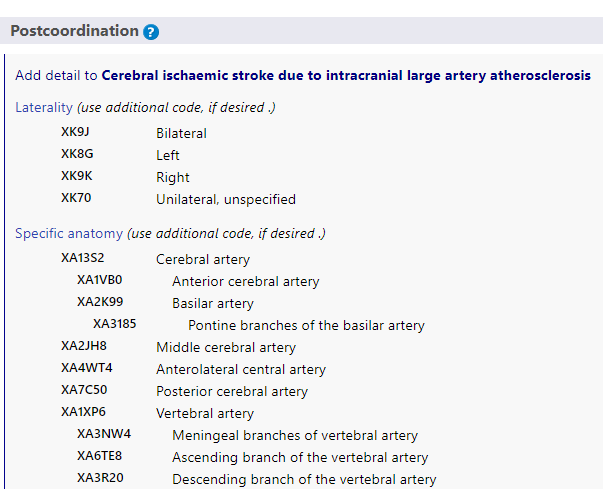 Postcoordination ?
Add detail to Cerebral ischaemic stroke due to intracranial large artery atherosclerosis
Laterality (use additional code, if desired .)
XK9J Bilateral
XK8G Left
XK9K Right
XK70 Unilateral, unspecified
Specific anatomy (use additional code, if desired .)
XA13S2 Cerebral artery
XA1VB0 Anterior cerebral artery
XA2K99 Basilar artery
XA3185 Pontine branches of the basilar artery
XA2JH8 Middle cerebral artery
XA4WT4 Anterolateral central artery
XA7C50 Posterior cerebral artery
XA1XP6 Vertebral artery
XA3NW4 Meningeal branches of vertebral artery
XA6TE8 Ascending branch of the vertebral artery
XA3R20 Descending branch of the vertebral artery